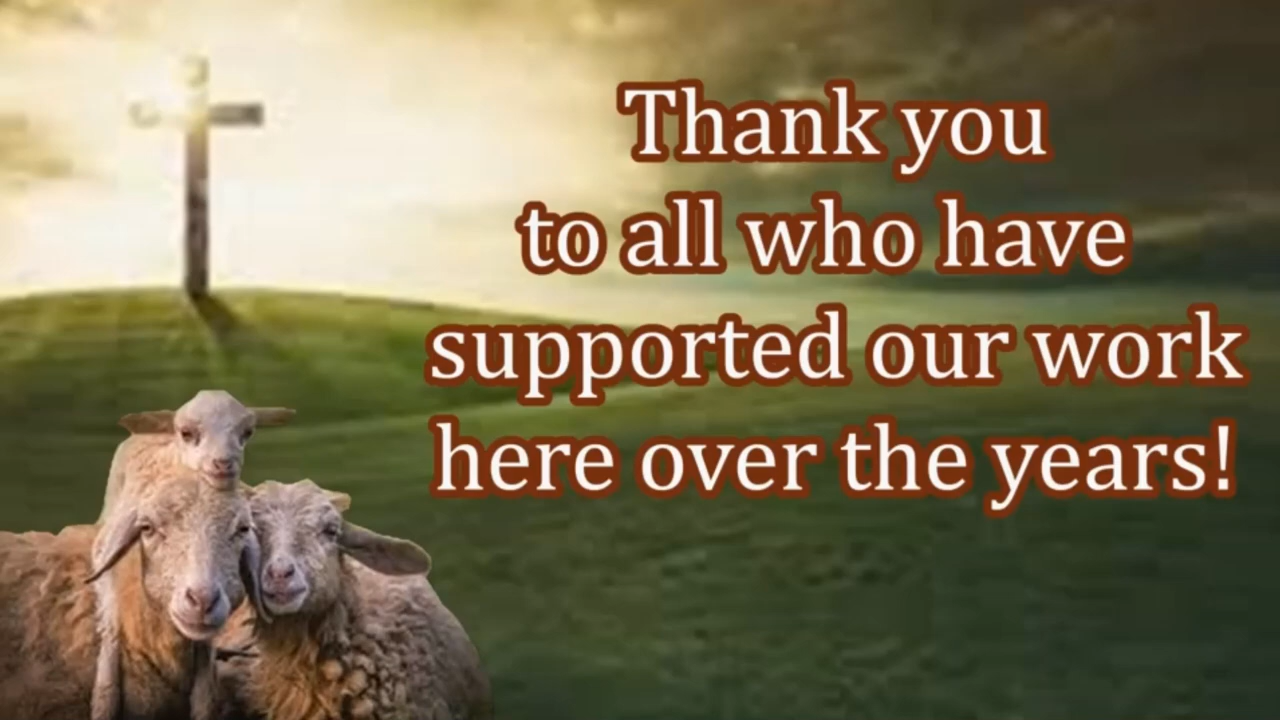 Thank you
to all who have
supported our work
here over the years!